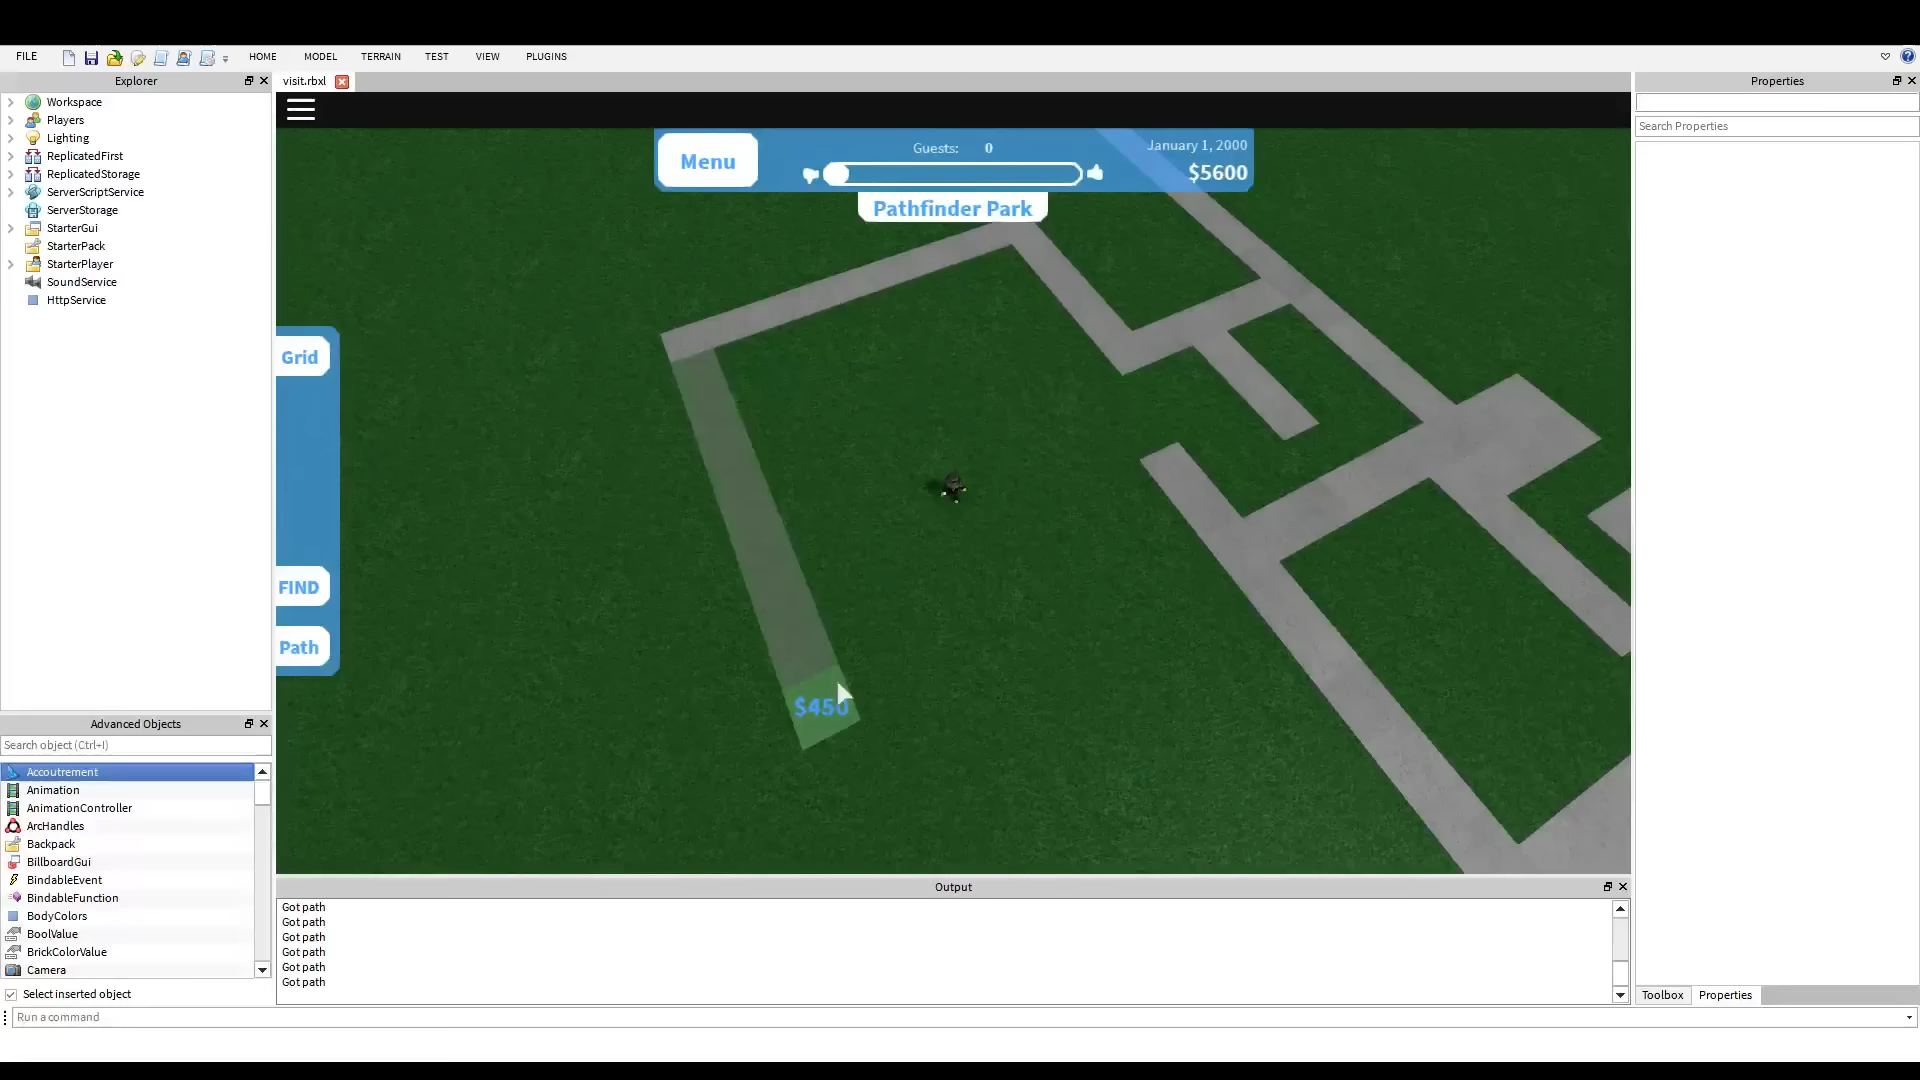 FILE
HOME
MODEL
TERRAIN
TEST
VIEW
PLUGINS
Explorer
visit.rbxl
Properties
Workspace
Players
Lighting
ReplicatedFirst
ReplicatedStorage
ServerScriptService
ServerStorage
StarterGui
StarterPack
StarterPlayer
SoundService
HttpService
Search Properties
Menu
Guests: 0
January 1, 2000
$5600
Pathfinder Park
Grid
FIND
Path
$450
Advanced Objects
Search object (Ctrl+I)
Accoutrement
Animation
AnimationController
ArcHandles
Backpack
BillboardGui
BindableEvent
BindableFunction
BodyColors
BoolValue
BrickColorValue
Camera
Select inserted object
Output
Got path
Got path
Got path
Got path
Got path
Got path
Toolbox
Properties
Run a command